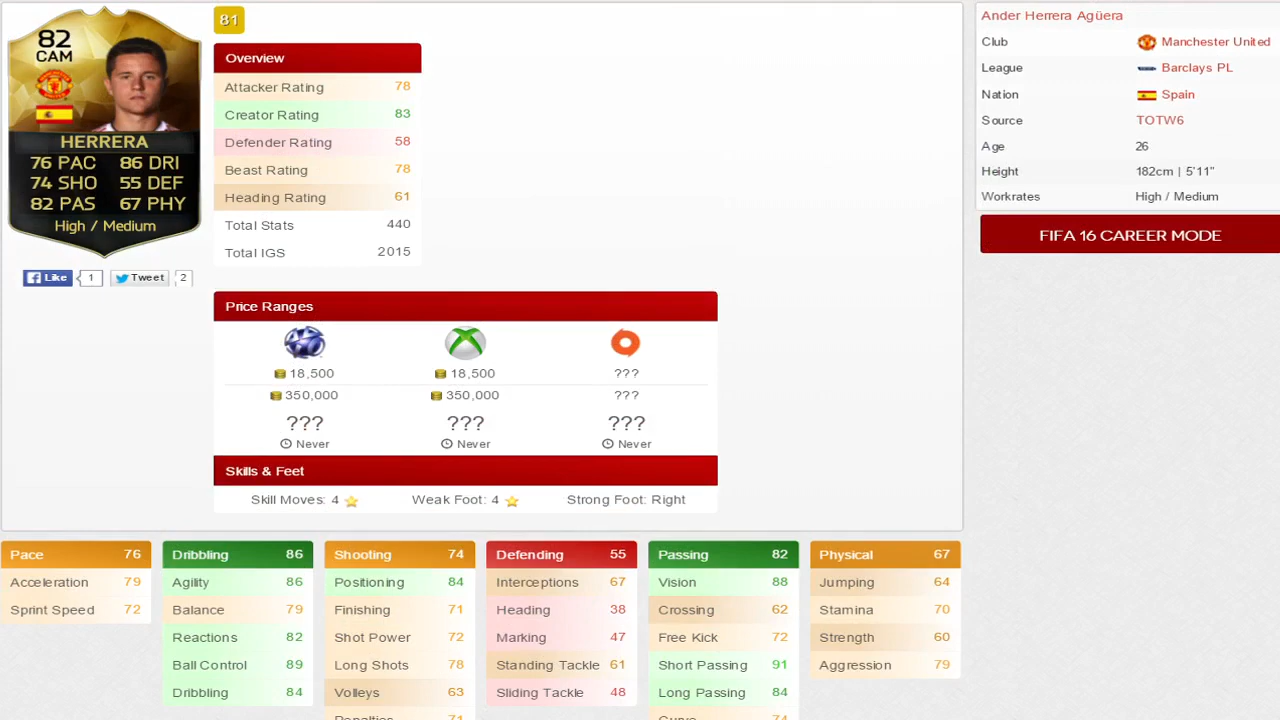 82
CAM
HERRERA
76 PAC 86 DRI
74 SHO 55 DEF
82 PAS 67 PHY
High / Medium
Like 1 Tweet 2
81
Overview
Attacker Rating 78
Creator Rating 83
Defender Rating 58
Beast Rating 78
Heading Rating 61
Total Stats 440
Total IGS 2015
Price Ranges
18,500 18,500 ???
350,000 350,000 ???
??? ??? ???
Never Never Never
Skills & Feet
Skill Moves: 4 Weak Foot: 4 Strong Foot: Right
Ander Herrera Agüera
Club Manchester United
League Barclays PL
Nation Spain
Source TOTW6
Age 26
Height 182cm | 5'11"
Workrates High / Medium
FIFA 16 CAREER MODE
Pace 76
Acceleration 79
Sprint Speed 72
Dribbling 86
Agility 86
Balance 79
Reactions 82
Ball Control 89
Dribbling 84
Shooting 74
Positioning 84
Finishing 71
Shot Power 72
Long Shots 78
Volleys 63
Penalties 71
Defending 55
Interceptions 67
Heading 38
Marking 47
Standing Tackle 61
Sliding Tackle 48
Passing 82
Vision 88
Crossing 62
Free Kick 72
Short Passing 91
Long Passing 84
Curve 74
Physical 67
Jumping 64
Stamina 70
Strength 60
Aggression 79